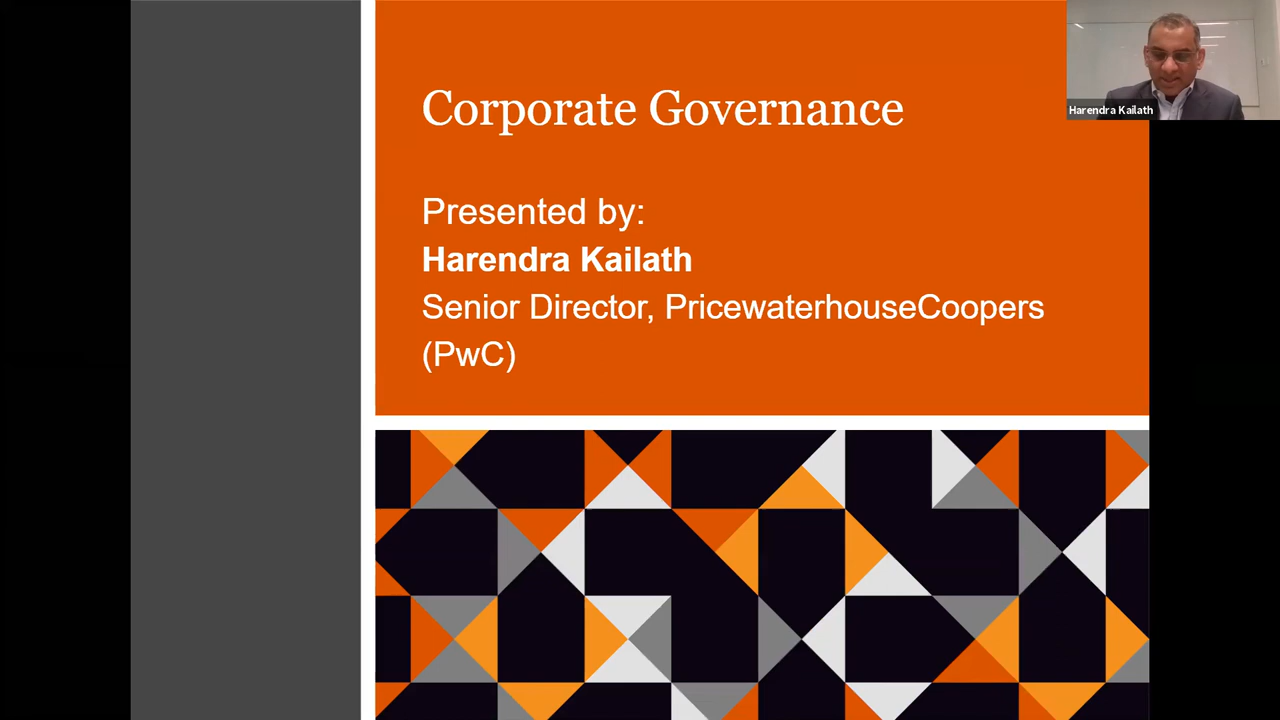 Corporate Governance
Harendra Kailath
Presented by:
Harendra Kailath
Senior Director, PricewaterhouseCoopers
(PwC)